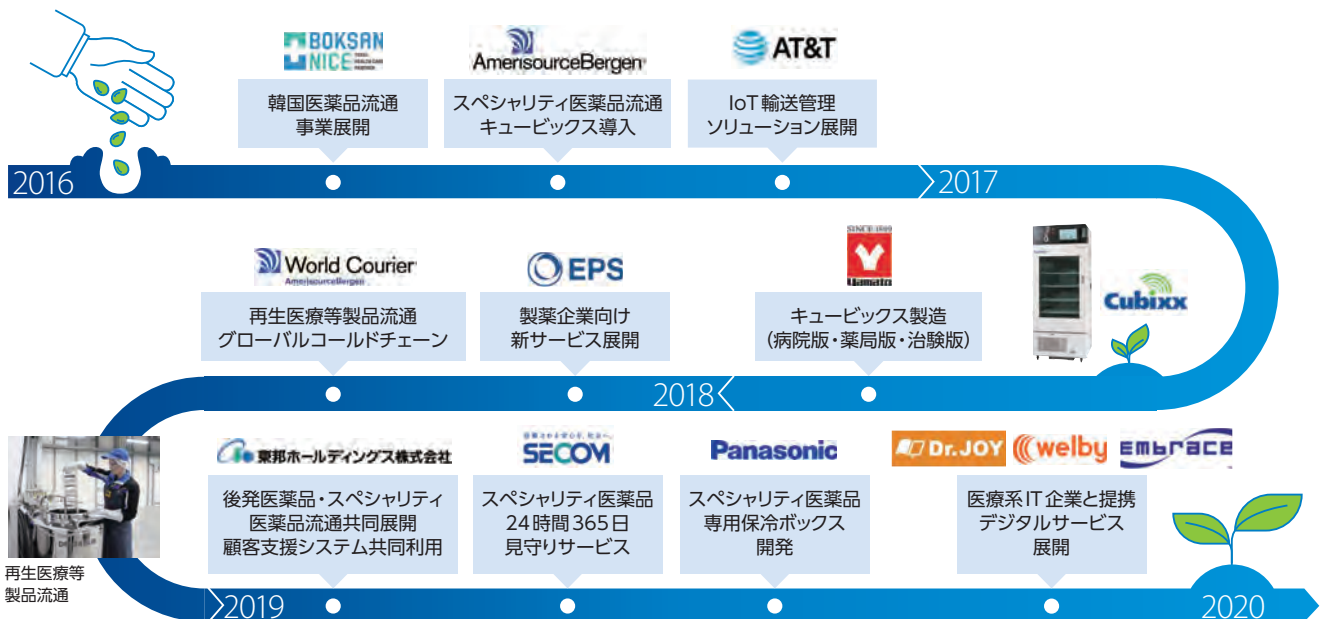 BOKSAN
NICE
AmerisourceBergen
AT&T
韓国医薬品流通
事業展開
スペシャリティ医薬品流通
キュービックス導入
IoT輸送管理
ソリューション展開
2016
2017
World Courier
AmerisourceBergen
EPS
SINCE 1889
Yamato
Cubixx
再生医療等製品流通
グローバルコールドチェーン
製薬企業向け
新サービス展開
キュービックス製造
（病院版・薬局版・治験版）
2018
東邦ホールディングス株式会社
SECOM
Panasonic
Dr.JOY
welby
EMBRACE
後発医薬品・スペシャリティ
医薬品流通共同展開
顧客支援システム共同利用
スペシャリティ医薬品
24時間365日
見守りサービス
スペシャリティ医薬品
専用保冷ボックス
開発
医療系IT企業と提携
デジタルサービス
展開
再生医療等
製品流通
2019
2020